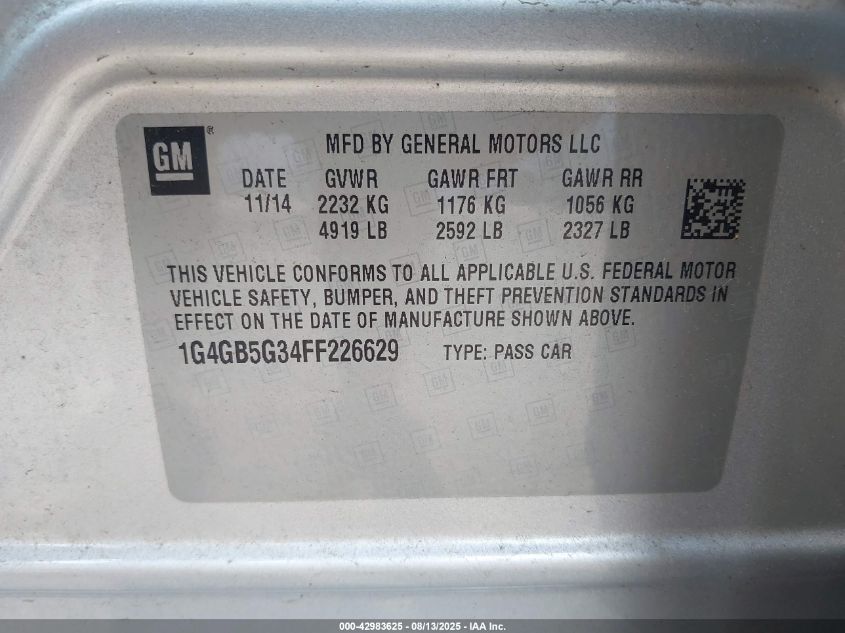 GM ®
MFD BY GENERAL MOTORS LLC
DATE GVWR GAWR FRT GAWR RR
11/14 2232 KG 1176 KG 1056 KG
4919 LB 2592 LB 2327 LB
THIS VEHICLE CONFORMS TO ALL APPLICABLE U.S. FEDERAL MOTOR
VEHICLE SAFETY, BUMPER, AND THEFT PREVENTION STANDARDS IN
EFFECT ON THE DATE OF MANUFACTURE SHOWN ABOVE.
1G4GB5G34FF226629 TYPE: PASS CAR
000-42983625 - 08/13/2025 - IAA Inc.